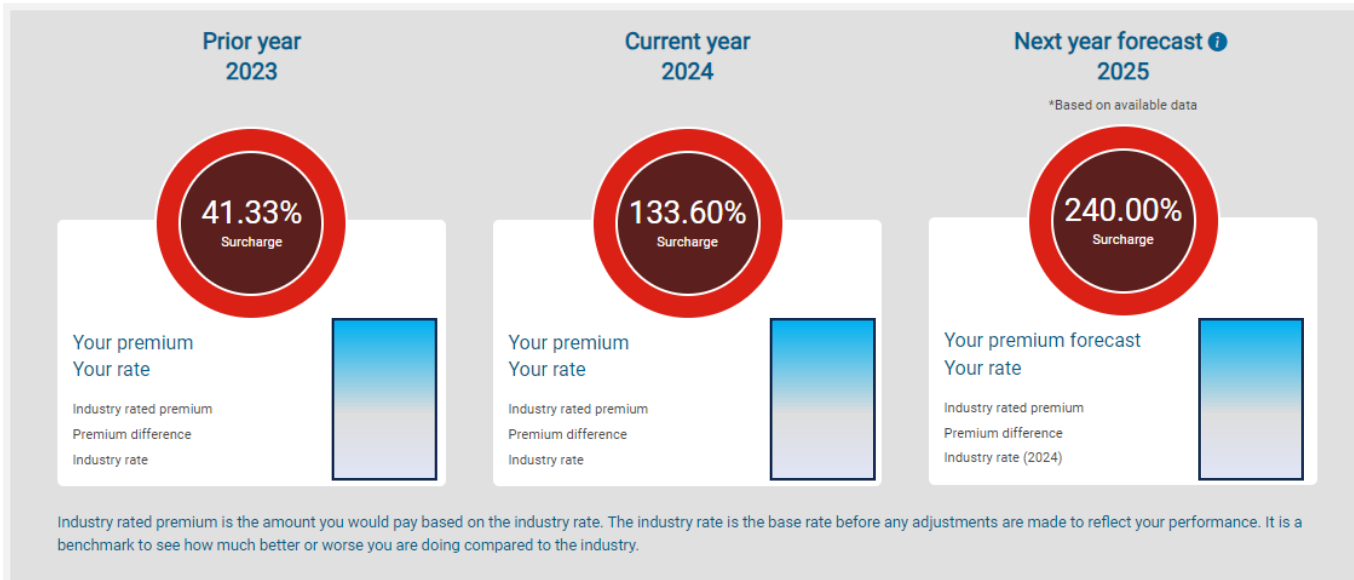 Prior year
2023
41.33%
Surcharge
Your premium
Your rate
Industry rated premium
Premium difference
Industry rate
Current year
2024
133.60%
Surcharge
Your premium
Your rate
Industry rated premium
Premium difference
Industry rate
Next year forecast i
2025
*Based on available data
240.00%
Surcharge
Your premium forecast
Your rate
Industry rated premium
Premium difference
Industry rate (2024)
Industry rated premium is the amount you would pay based on the industry rate. The industry rate is the base rate before any adjustments are made to reflect your performance. It is a
benchmark to see how much better or worse you are doing compared to the industry.